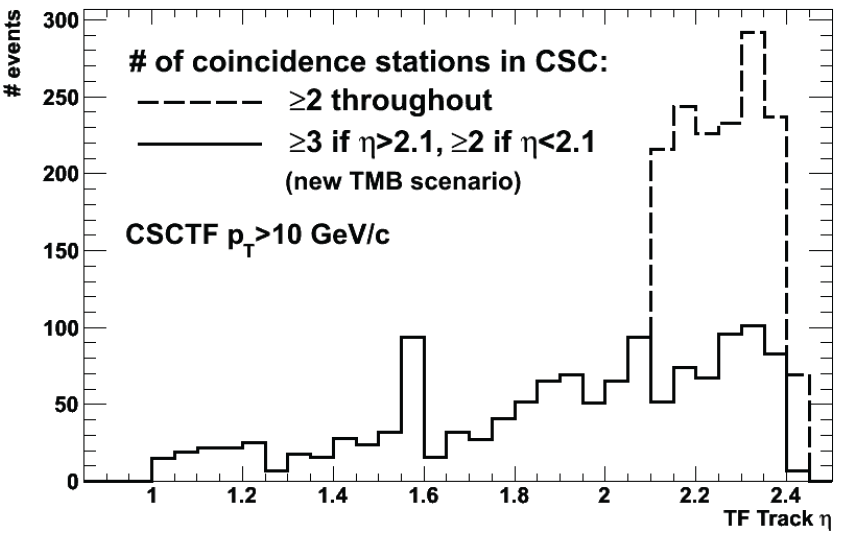 # events
300
250
200
150
100
50
0
# of coincidence stations in CSC:
≥2 throughout
≥3 if η>2.1, ≥2 if η<2.1
(new TMB scenario)
CSCTF pT>10 GeV/c
1 1.2 1.4 1.6 1.8 2 2.2 2.4
TF Track η